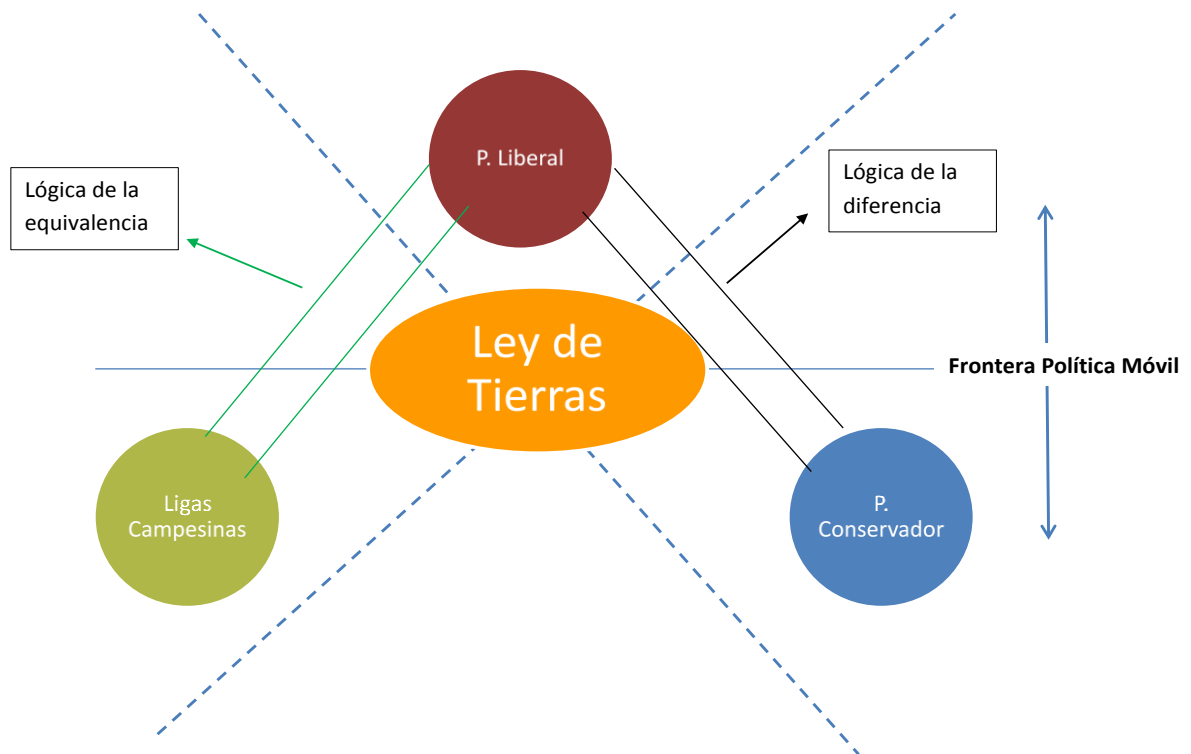 P. Liberal
Lógica de la
equivalencia
Lógica de la
diferencia
Ley de
Tierras
Frontera Política Móvil
Ligas
Campesinas
P.
Conservador